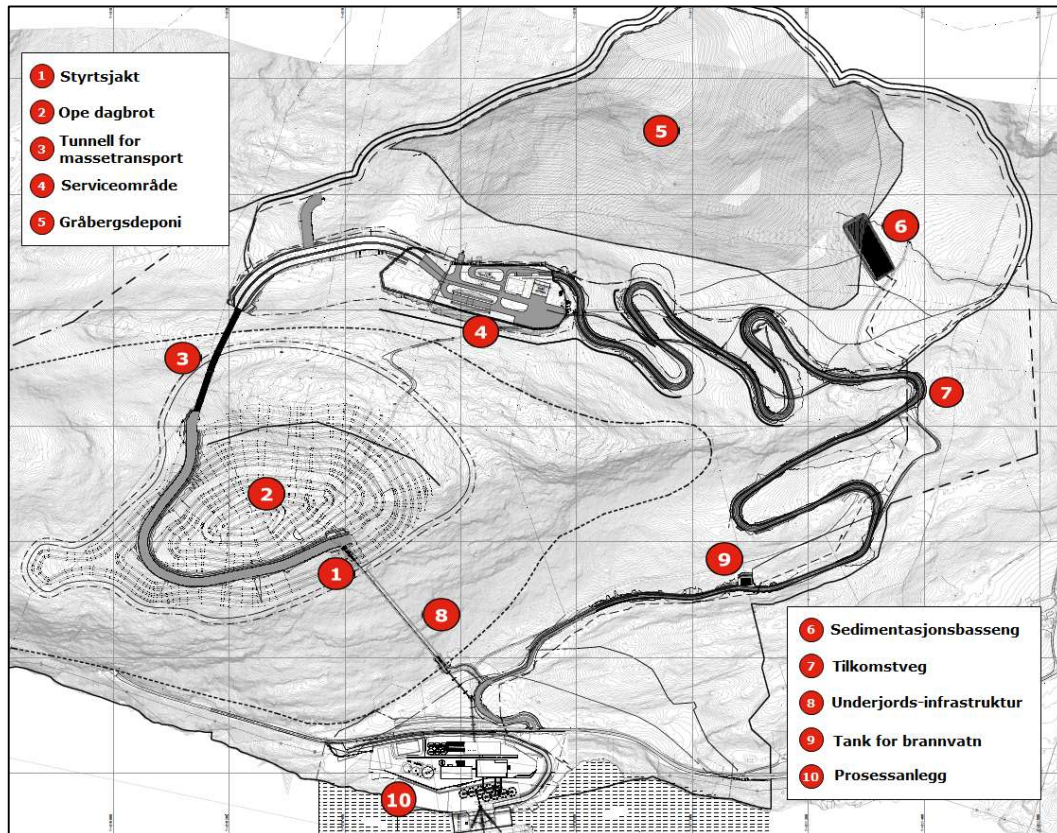 1 Styrtsjakt
2 Ope dagbrot
3 Tunnell for
massetransport
4 Serviceområde
5 Gråbergsdeponi
5
6
4
3
7
2
1
9
8
10
6 Sedimentasjonsbasseng
7 Tilkomstveg
8 Underjords-infrastruktur
9 Tank for brannvatn
10 Prosessanlegg